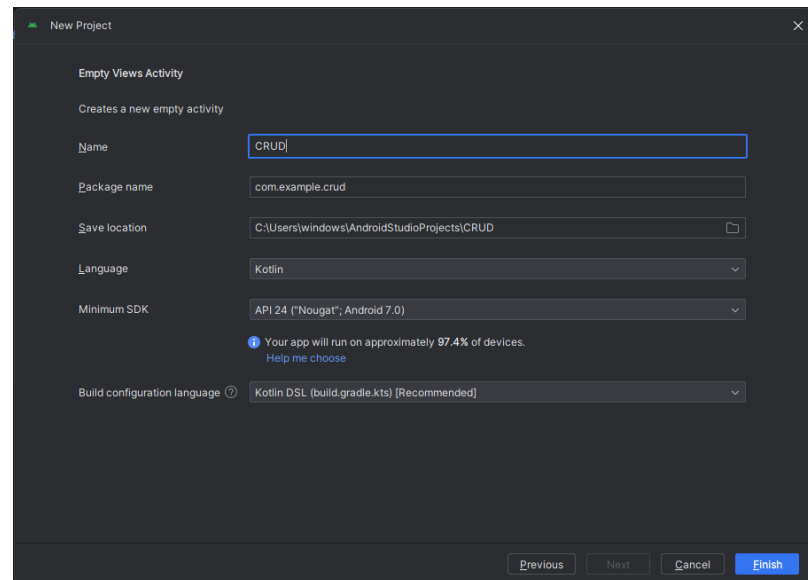 New Project
Empty Views Activity
Creates a new empty activity
Name CRUD
Package name com.example.crud
Save location C:\Users\windows\AndroidStudioProjects\CRUD
Language Kotlin
Minimum SDK API 24 ("Nougat"; Android 7.0)
Your app will run on approximately 97.4% of devices.
Help me choose
Build configuration language ? Kotlin DSL (build.gradle.kts) [Recommended]
Previous Next Cancel Finish